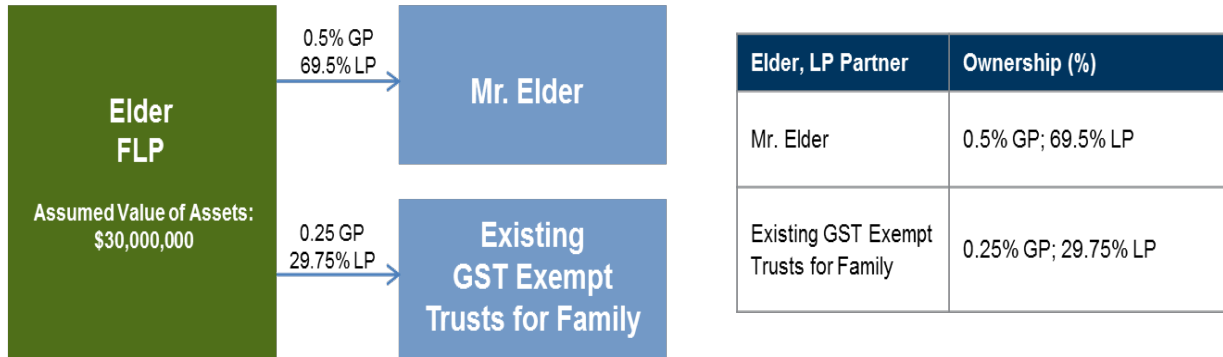 Elder
FLP
Assumed Value of Assets:
$30,000,000
0.5% GP
69.5% LP
Mr. Elder
0.25 GP
29.75% LP
Existing
GST Exempt
Trusts for Family
Elder, LP Partner
Ownership (%)
Mr. Elder
0.5% GP; 69.5% LP
Existing GST Exempt
Trusts for Family
0.25% GP; 29.75% LP